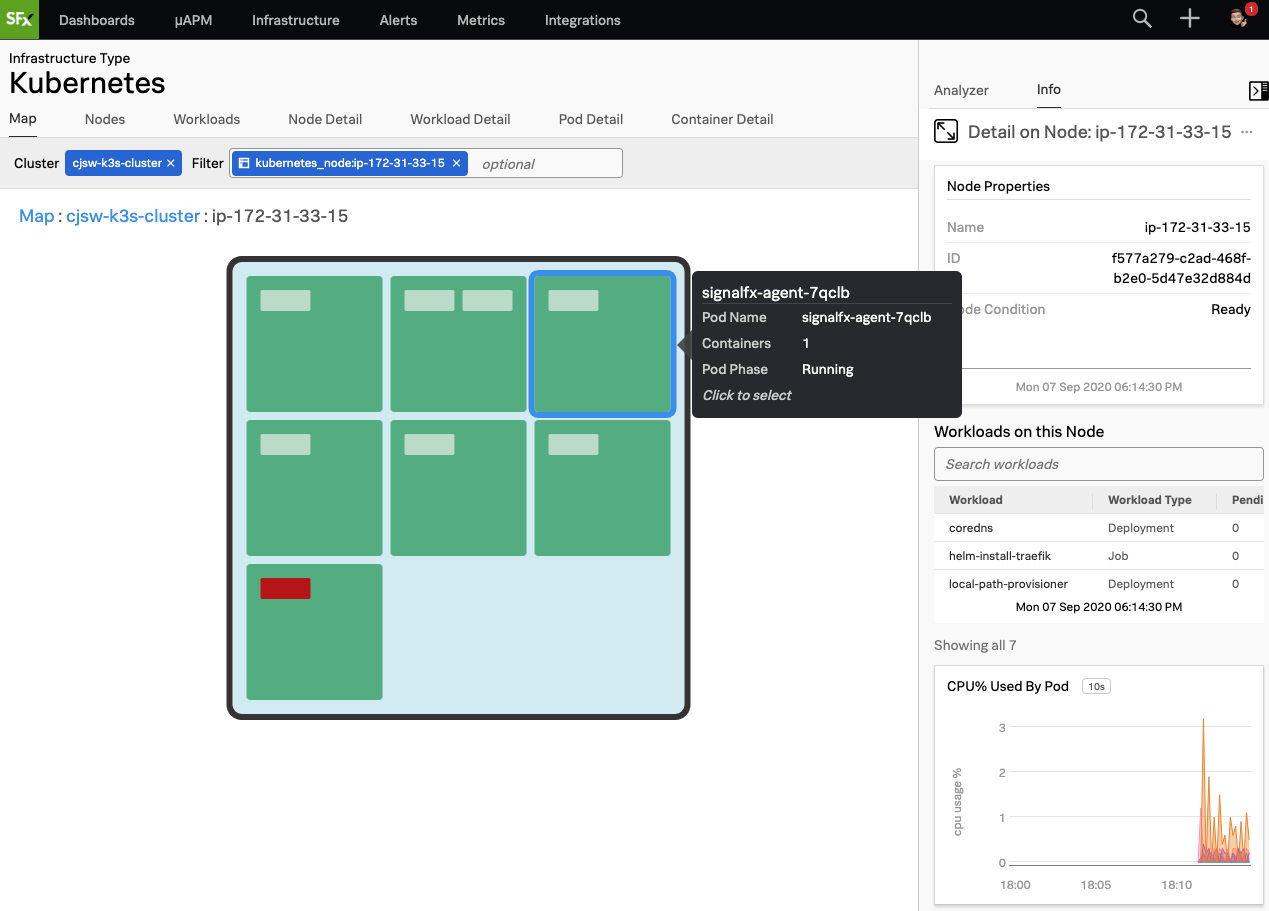 SFx Dashboards µAPM Infrastructure Alerts Metrics Integrations 1
Infrastructure Type
Kubernetes
Map Nodes Workloads Node Detail Workload Detail Pod Detail Container Detail
Cluster cjsw-k3s-cluster × Filter kubernetes_node:ip-172-31-33-15 × optional
Map : cjsw-k3s-cluster : ip-172-31-33-15
signalfx-agent-7qclb
Pod Name signalfx-agent-7qclb
Containers 1
Pod Phase Running
Click to select
Analyzer Info
Detail on Node: ip-172-31-33-15 ...
Node Properties
Name ip-172-31-33-15
ID f577a279-c2ad-468f-
b2e0-5d47e32d884d
ode Condition Ready
Mon 07 Sep 2020 06:14:30 PM
Workloads on this Node
Search workloads
Workload Workload Type Pendi
coredns Deployment 0
helm-install-traefik Job 0
local-path-provisioner Deployment 0
Mon 07 Sep 2020 06:14:30 PM
Showing all 7
CPU% Used By Pod 10s
cpu usage %
3
2
1
0
18:00 18:05 18:10